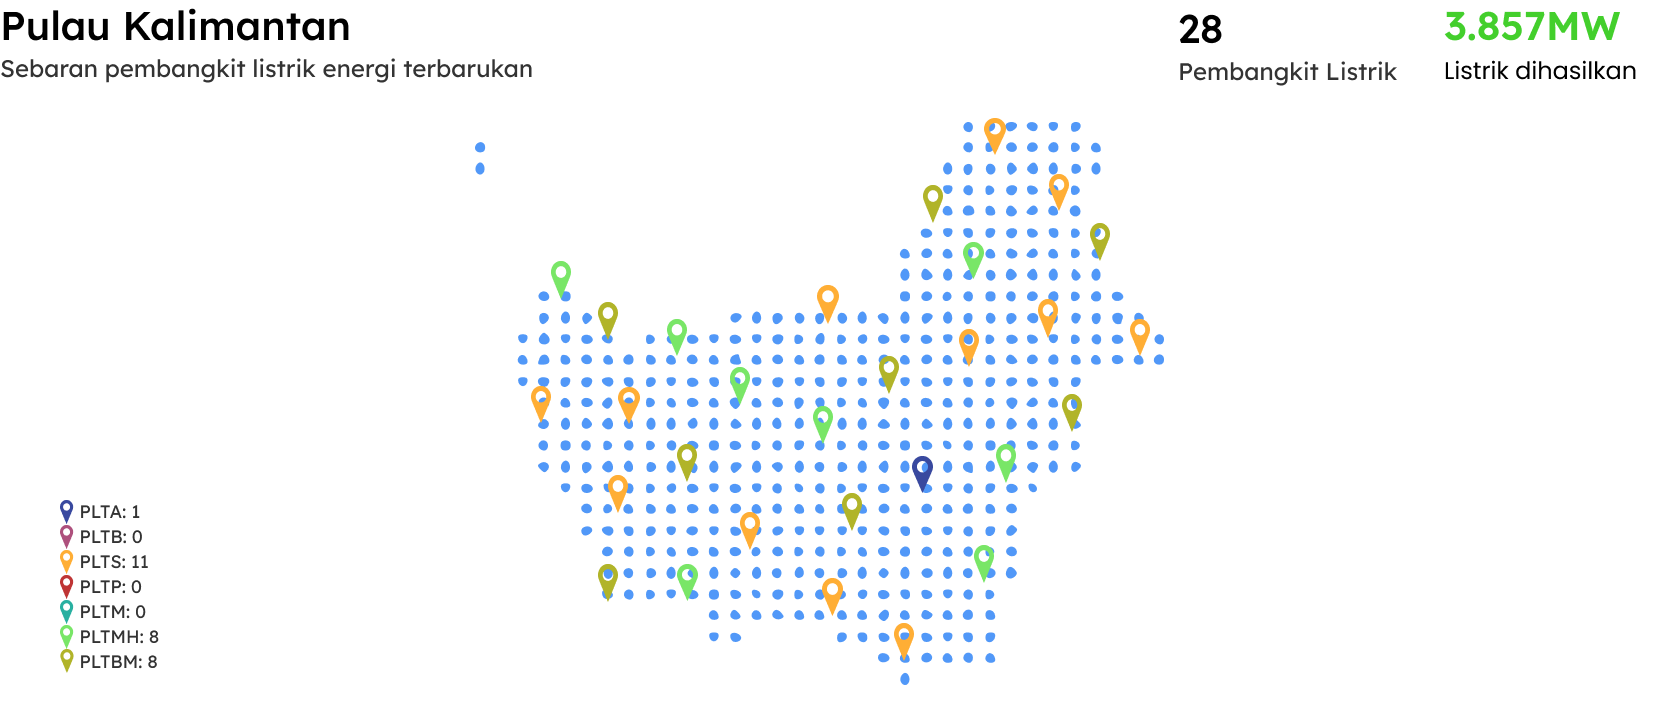 Pulau Kalimantan
Sebaran pembangkit listrik energi terbarukan
28
Pembangkit Listrik
3.857MW
Listrik dihasilkan
PLTA: 1
PLTB: 0
PLTS: 11
PLTP: 0
PLTM: 0
PLTMH: 8
PLTBM: 8